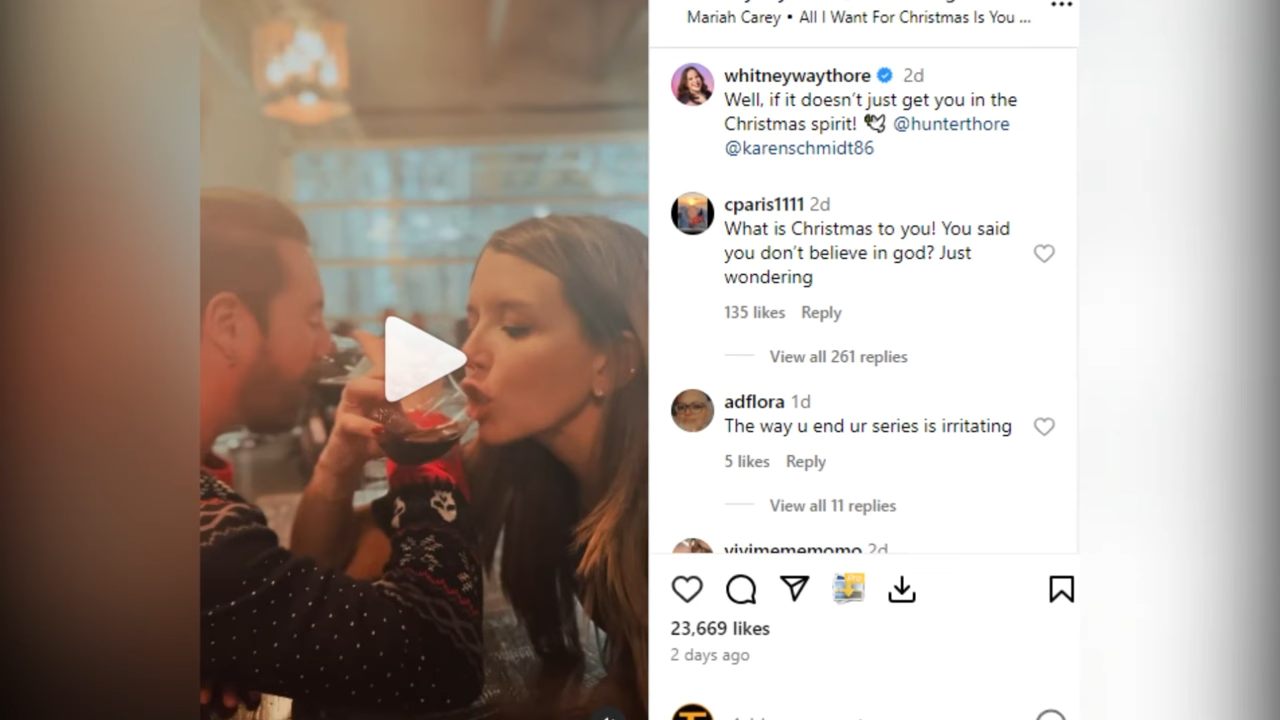 Mariah Carey • All I Want For Christmas Is You ...
whitneywaythore 2d
Well, if it doesn’t just get you in the
Christmas spirit! 🕊 @hunterthore
@karenschmidt86
cparis1111 2d
What is Christmas to you! You said
you don’t believe in god? Just
wondering
135 likes Reply
View all 261 replies
adflora 1d
The way u end ur series is irritating
5 likes Reply
View all 11 replies
vivimememomo 2d
23,669 likes
2 days ago